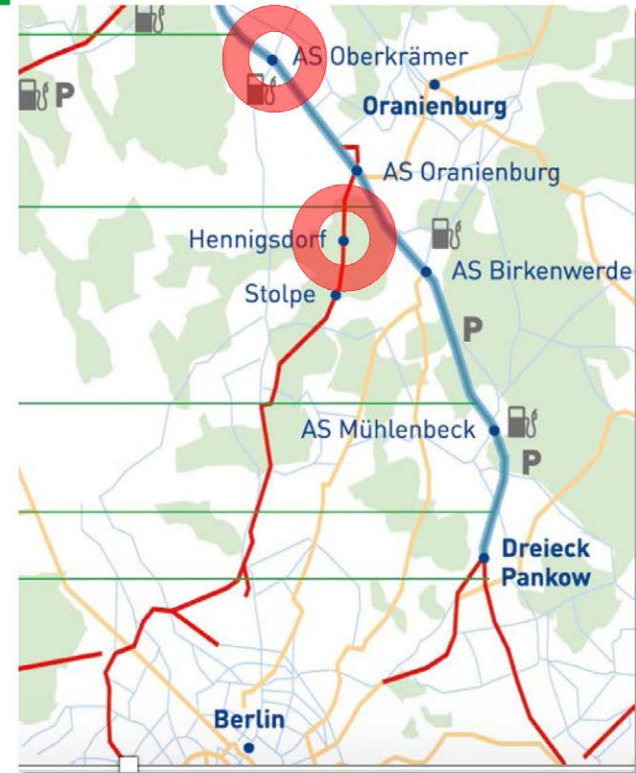 AS Oberkrämer
P
Oranienburg
AS Oranienburg
Hennigsdorf
AS Birkenwerde
Stolpe
P
AS Mühlenbeck
P
Dreieck
Pankow
Berlin